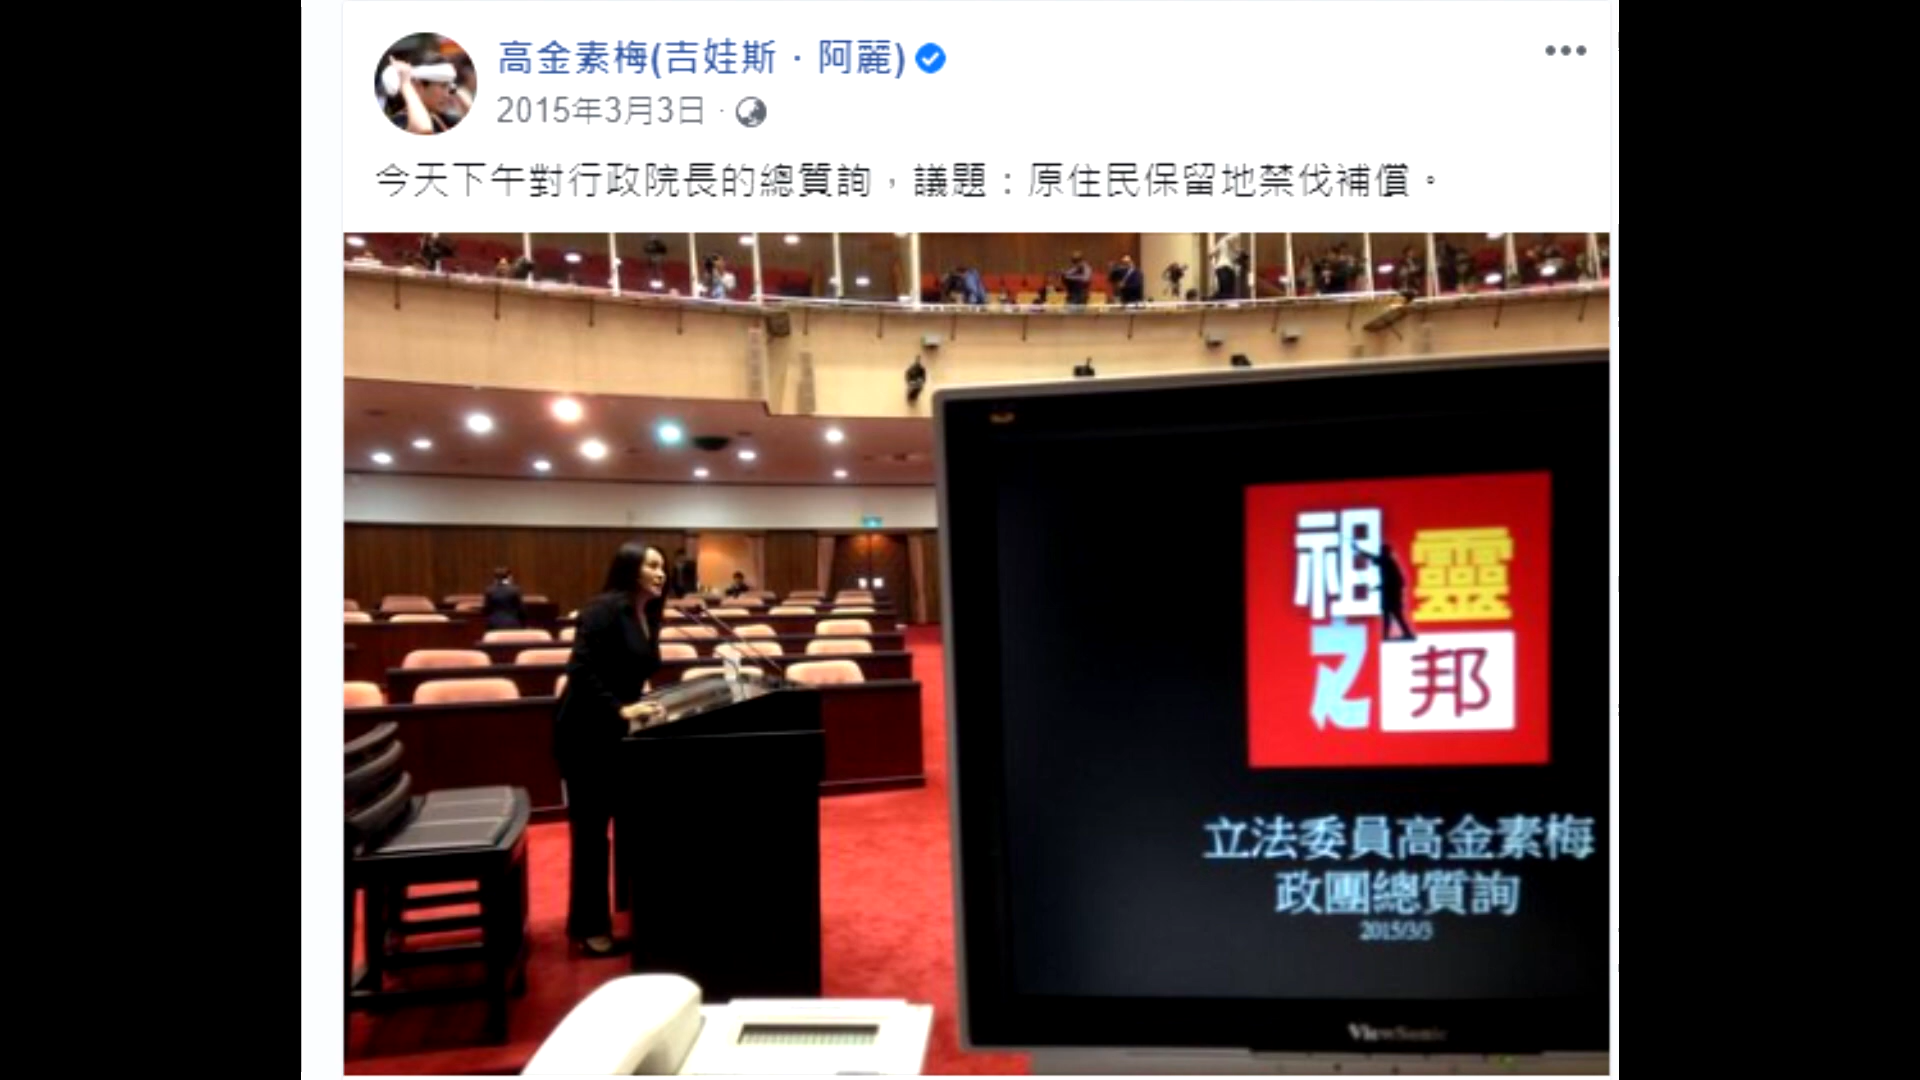 高金素梅(吉娃斯·阿麗)
2015年3月3日
今天下午對行政院長的總質詢，議題：原住民保留地禁伐補償。
祖靈
之邦
立法委員高金素梅
政團總質詢
2015/3/3
ViewSonic